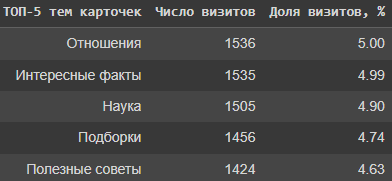 ТОП-5 тем карточек Число визитов Доля визитов, %
Отношения 1536 5.00
Интересные факты 1535 4.99
Наука 1505 4.90
Подборки 1456 4.74
Полезные советы 1424 4.63